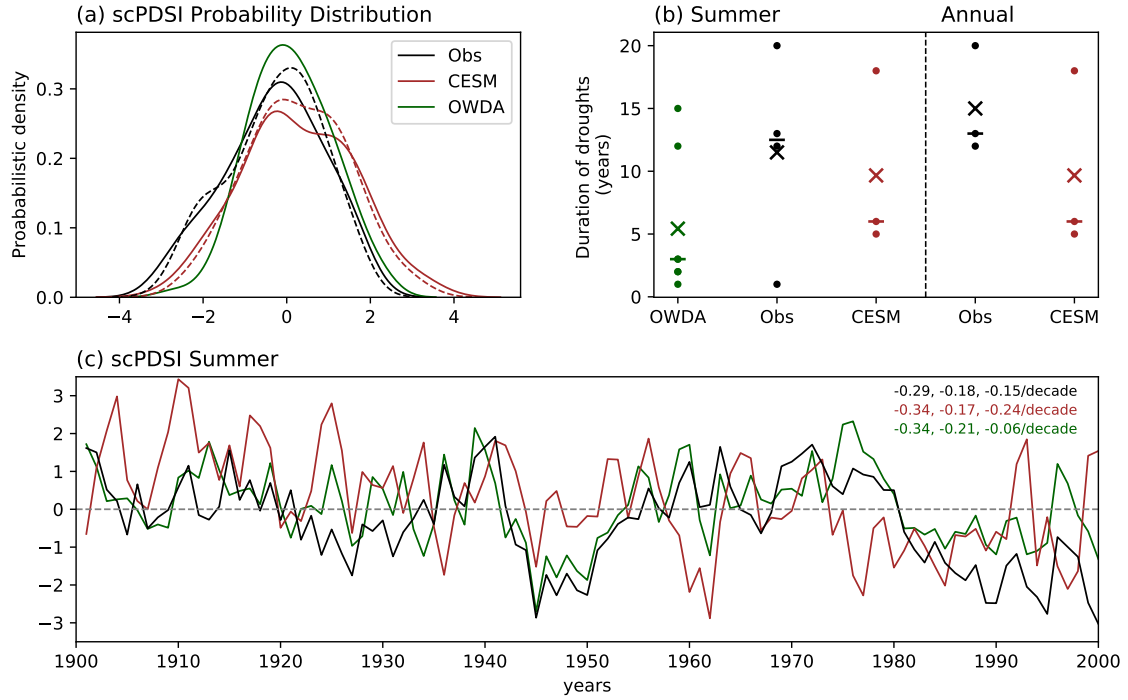 (a) scPDSI Probability Distribution
Proababilistic density
0.3
0.2
0.1
0.0
−4
−2
0
2
4
Obs
CESM
OWDA
(b) Summer
Annual
Duration of droughts
(years)
20
15
10
5
0
OWDA
Obs
CESM
Obs
CESM
(c) scPDSI Summer
3
2
1
0
−1
−2
−3
-0.29, -0.18, -0.15/decade
-0.34, -0.17, -0.24/decade
-0.34, -0.21, -0.06/decade
1900
1910
1920
1930
1940
1950
1960
1970
1980
1990
2000
years